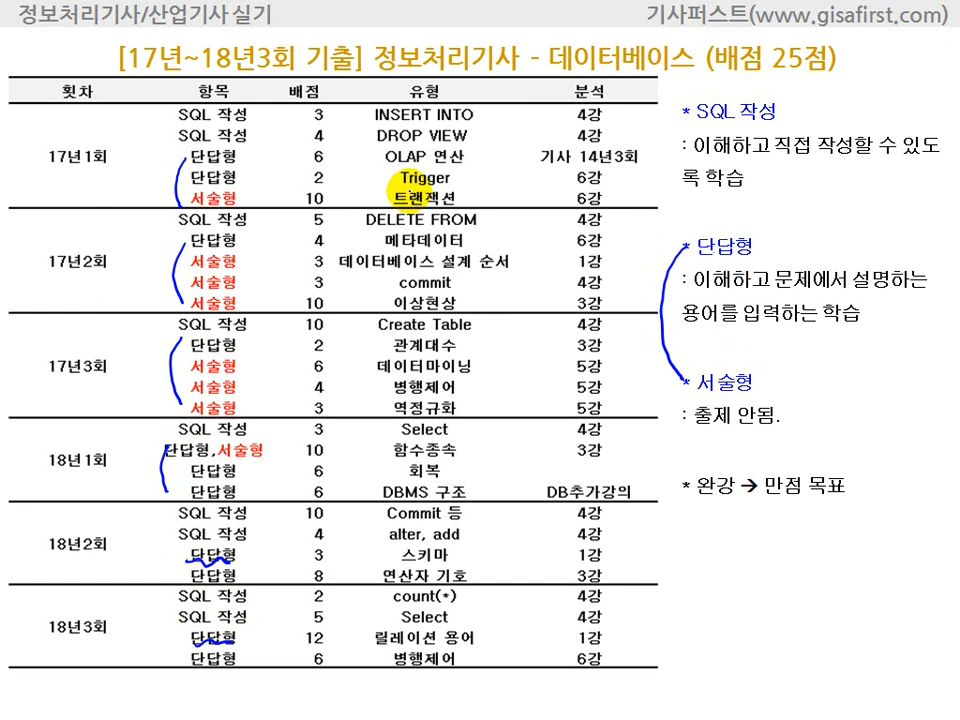 정보처리기사/산업기사 실기
기사퍼스트(www.gisafirst.com)
[17년~18년3회 기출] 정보처리기사 - 데이터베이스 (배점 25점)
횟차 항목 배점 유형 분석
17년1회
SQL 작성 3 INSERT INTO 4강
SQL 작성 4 DROP VIEW 4강
단답형 6 OLAP 연산 기사 14년3회
단답형 2 Trigger 6강
서술형 10 트랜잭션 6강
17년2회
SQL 작성 5 DELETE FROM 4강
단답형 4 메타데이터 6강
서술형 3 데이터베이스 설계 순서 1강
서술형 3 commit 4강
서술형 10 이상현상 3강
17년3회
SQL 작성 10 Create Table 4강
단답형 2 관계대수 3강
서술형 6 데이터마이닝 5강
서술형 4 병행제어 5강
서술형 3 역정규화 5강
18년1회
SQL 작성 3 Select 4강
단답형,서술형 10 함수종속 3강
단답형 6 회복
단답형 6 DBMS 구조 DB추가강의
18년2회
SQL 작성 10 Commit 등 4강
SQL 작성 4 alter, add 4강
단답형 3 스키마 1강
단답형 8 연산자 기호 3강
18년3회
SQL 작성 2 count(*) 4강
SQL 작성 5 Select 4강
단답형 12 릴레이션 용어 1강
단답형 6 병행제어 6강
* SQL 작성
: 이해하고 직접 작성할 수 있도
록 학습
* 단답형
: 이해하고 문제에서 설명하는
용어를 입력하는 학습
* 서술형
: 출제 안됨.
* 완강 → 만점 목표